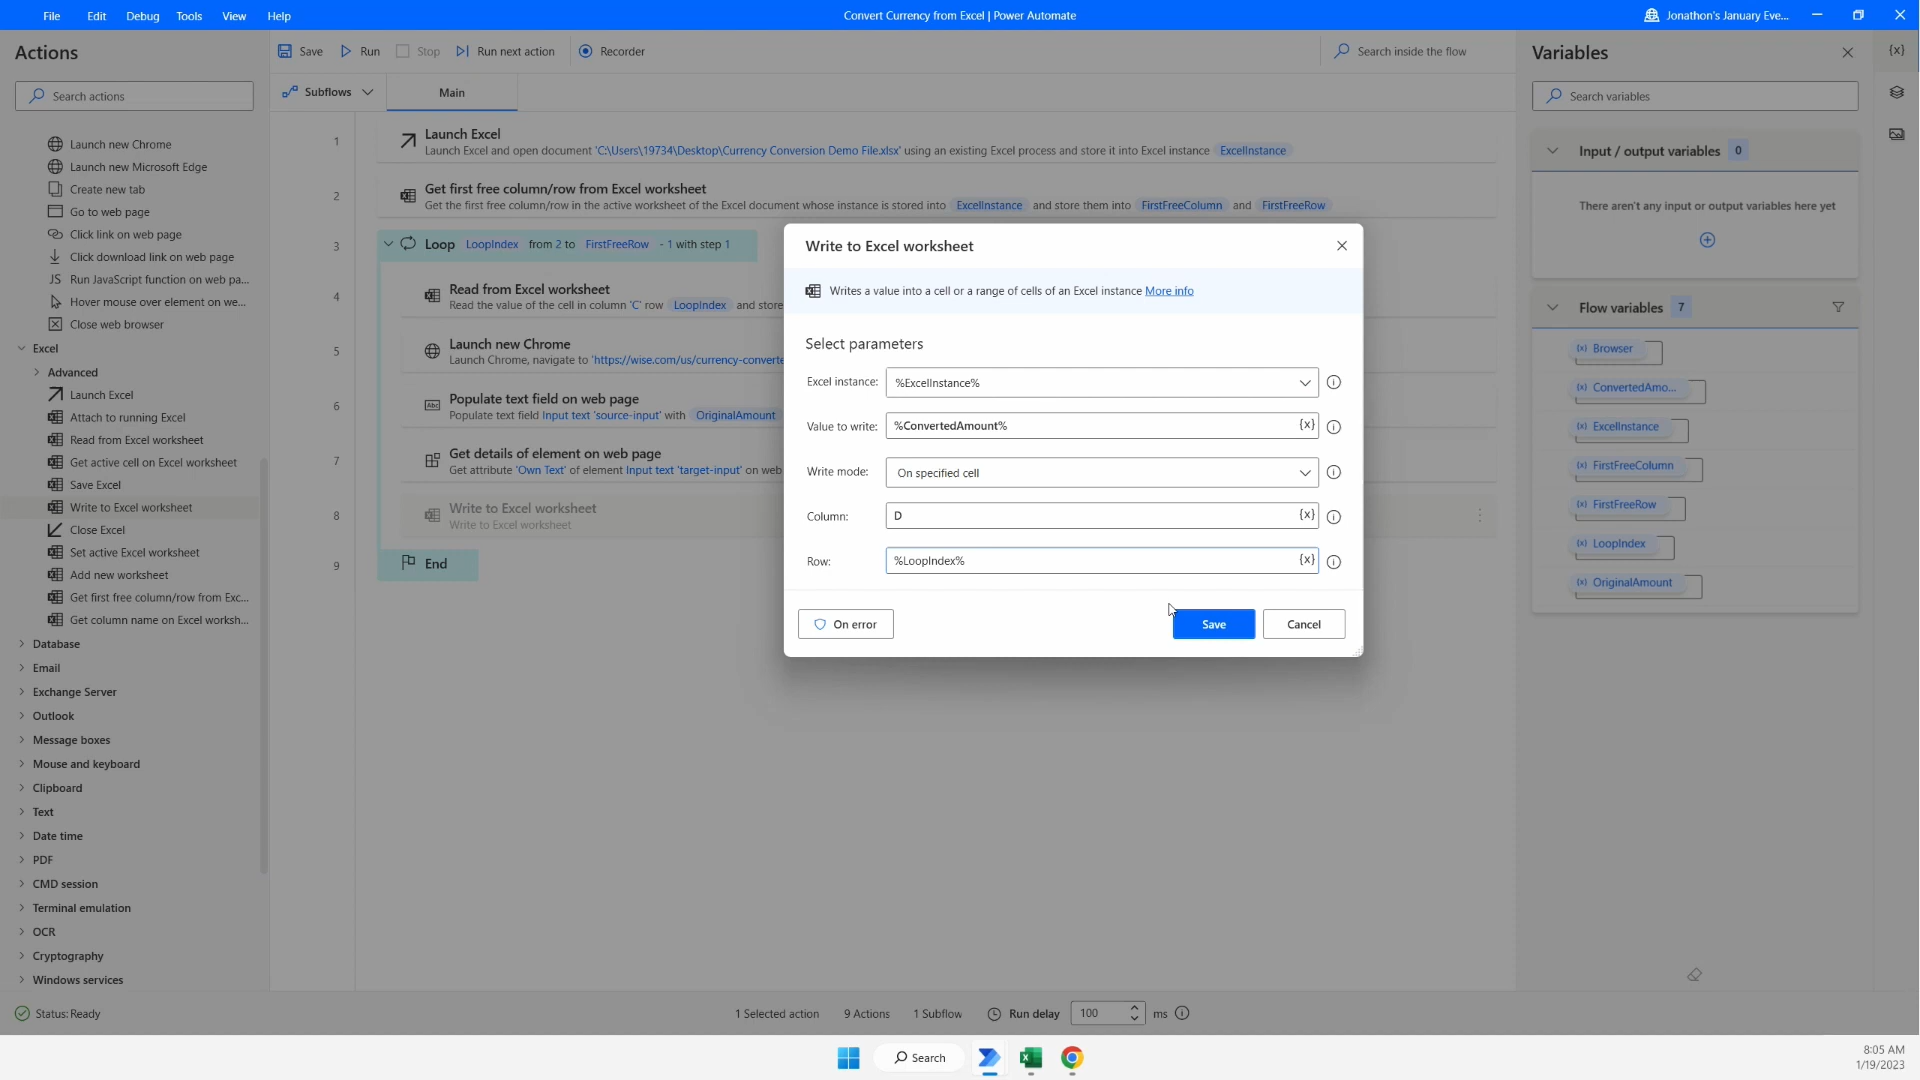 File Edit Debug Tools View Help
Convert Currency from Excel | Power Automate
Jonathon's January Eve...
Actions
Search actions
Launch new Chrome
Launch new Microsoft Edge
Create new tab
Go to web page
Click link on web page
Click download link on web page
JS Run JavaScript function on web pa...
Hover mouse over element on we...
Close web browser
Excel
Advanced
Launch Excel
Attach to running Excel
Read from Excel worksheet
Get active cell on Excel worksheet
Save Excel
Write to Excel worksheet
Close Excel
Set active Excel worksheet
Add new worksheet
Get first free column/row from Exc...
Get column name on Excel worksh...
Database
Email
Exchange Server
Outlook
Message boxes
Mouse and keyboard
Clipboard
Text
Date time
PDF
CMD session
Terminal emulation
OCR
Cryptography
Windows services
Save Run Stop Run next action Recorder
Search inside the flow
Subflows Main
1 Launch Excel
Launch Excel and open document 'C:\Users\19734\Desktop\Currency Conversion Demo File.xlsx' using an existing Excel process and store it into Excel instance ExcelInstance
2 Get first free column/row from Excel worksheet
Get the first free column/row in the active worksheet of the Excel document whose instance is stored into ExcelInstance and store them into FirstFreeColumn and FirstFreeRow
3 Loop LoopIndex from 2 to FirstFreeRow - 1 with step 1
4 Read from Excel worksheet
Read the value of the cell in column 'C' row LoopIndex and store
5 Launch new Chrome
Launch Chrome, navigate to 'https://wise.com/us/currency-converte
6 Abc Populate text field on web page
Populate text field Input text 'source-input' with OriginalAmount
7 Get details of element on web page
Get attribute 'Own Text' of element Input text 'target-input' on web
8 Write to Excel worksheet
Write to Excel worksheet
9 End
Write to Excel worksheet
Writes a value into a cell or a range of cells of an Excel instance More info
Select parameters
Excel instance: %ExcelInstance%
Value to write: %ConvertedAmount% {x}
Write mode: On specified cell
Column: D {x}
Row: %LoopIndex% {x}
On error Save Cancel
Variables
{x}
Search variables
Input / output variables 0
There aren't any input or output variables here yet
Flow variables 7
(x) Browser
(x) ConvertedAmo...
(x) ExcelInstance
(x) FirstFreeColumn
(x) FirstFreeRow
(x) LoopIndex
(x) OriginalAmount
Status: Ready
1 Selected action 9 Actions 1 Subflow Run delay 100 ms
Search
8:05 AM
1/19/2023